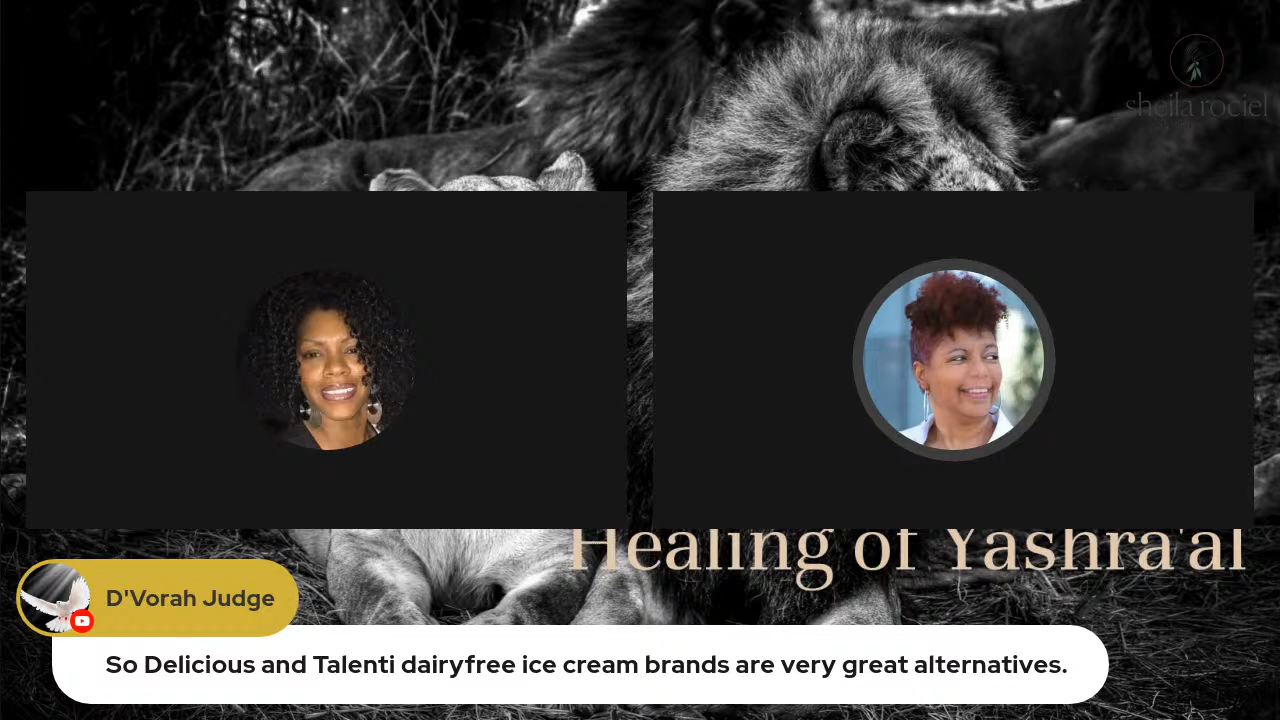 sheila rociel
Healing of Yashra'al
D'Vorah Judge
So Delicious and Talenti dairyfree ice cream brands are very great alternatives.